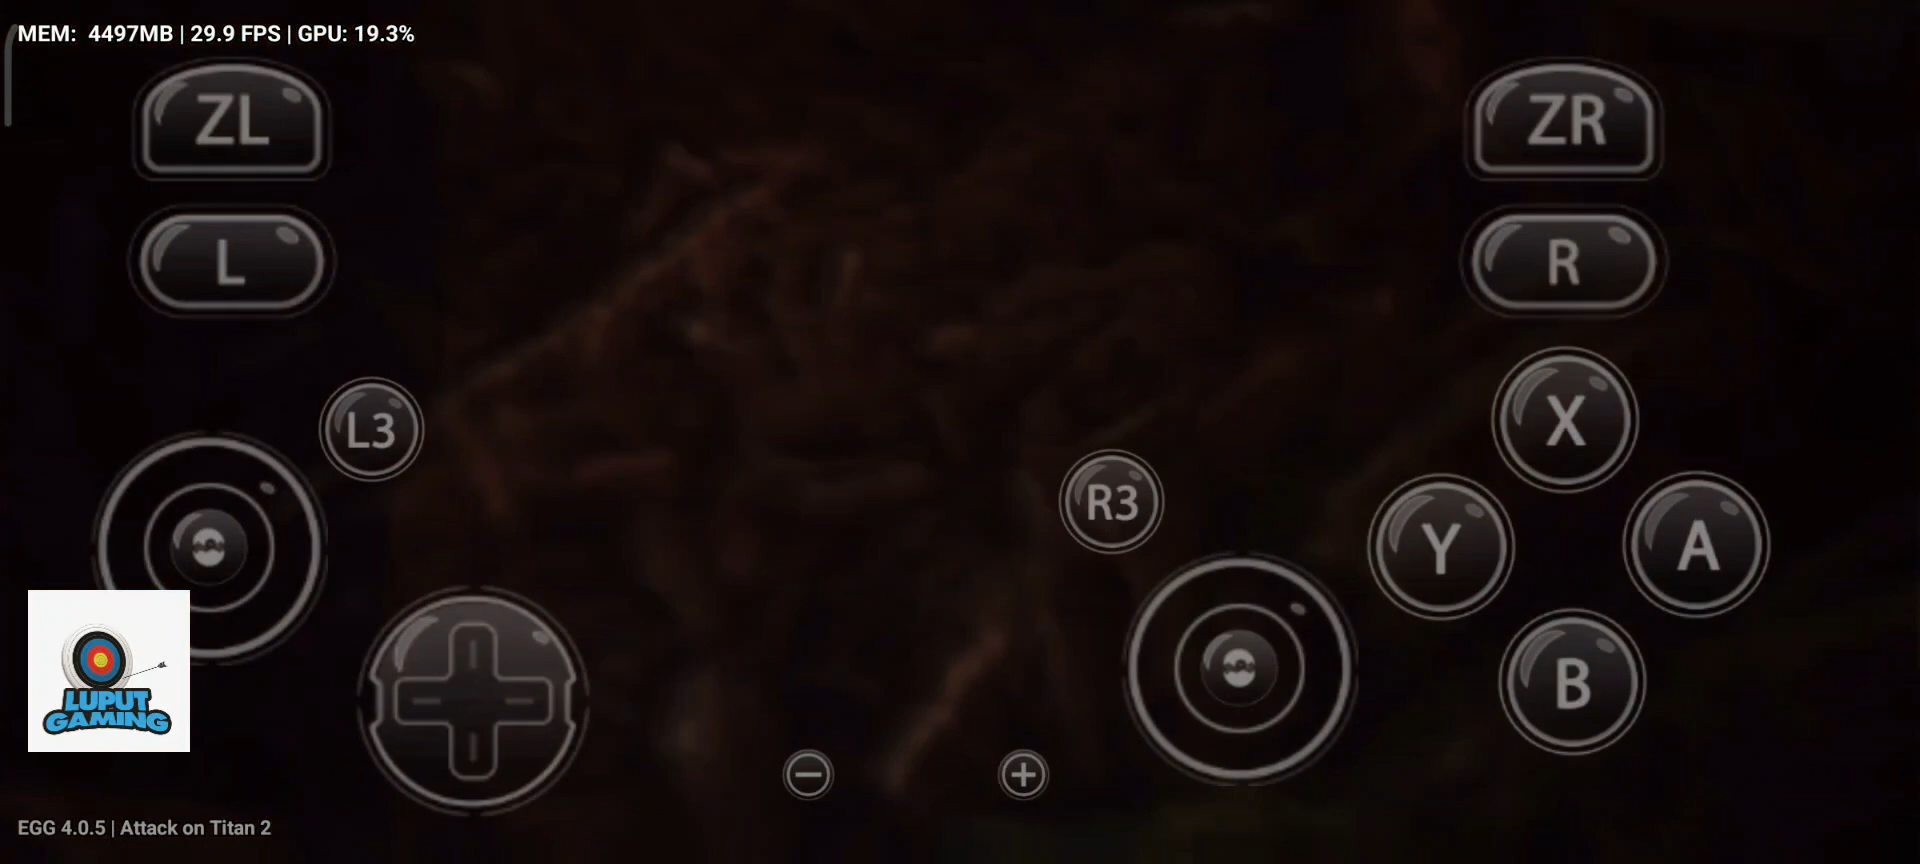 MEM: 4497MB | 29.9 FPS | GPU: 19.3%
ZL
ZR
L
R
L3
X
R3
Y
A
B
LUPUT
GAMING
EGG 4.0.5 | Attack on Titan 2